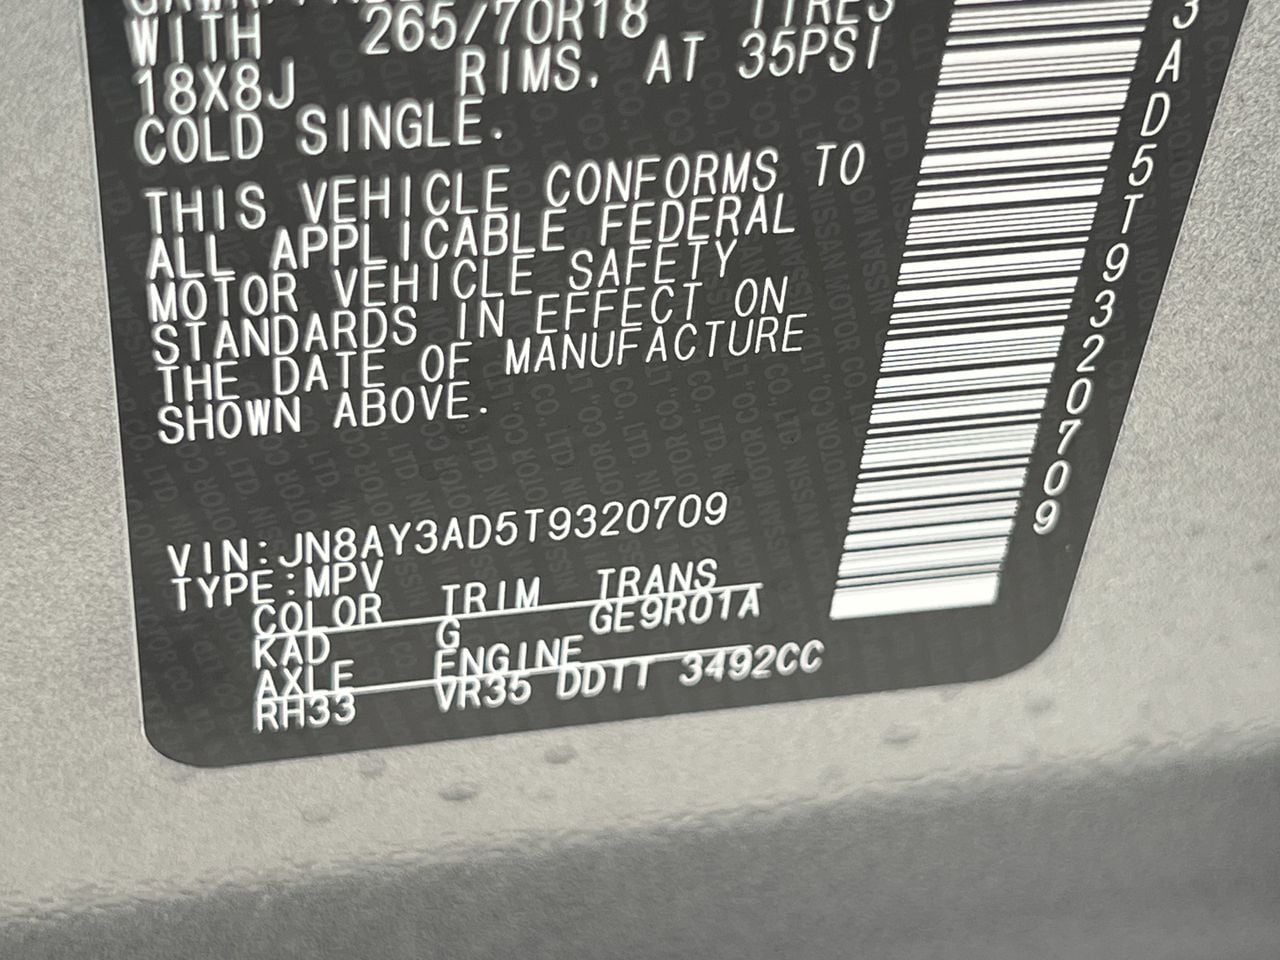 WITH 265/70R18 TIRES
18X8J RIMS, AT 35PSI
COLD SINGLE.
THIS VEHICLE CONFORMS TO
ALL APPLICABLE FEDERAL
MOTOR VEHICLE SAFETY
STANDARDS IN EFFECT ON
THE DATE OF MANUFACTURE
SHOWN ABOVE.
VIN:JN8AY3AD5T9320709
TYPE:MPV
COLOR TRIM TRANS
KAD G GE9R01A
AXLE ENGINE
RH33 VR35 DDTT 3492CC
3AD5T9320709